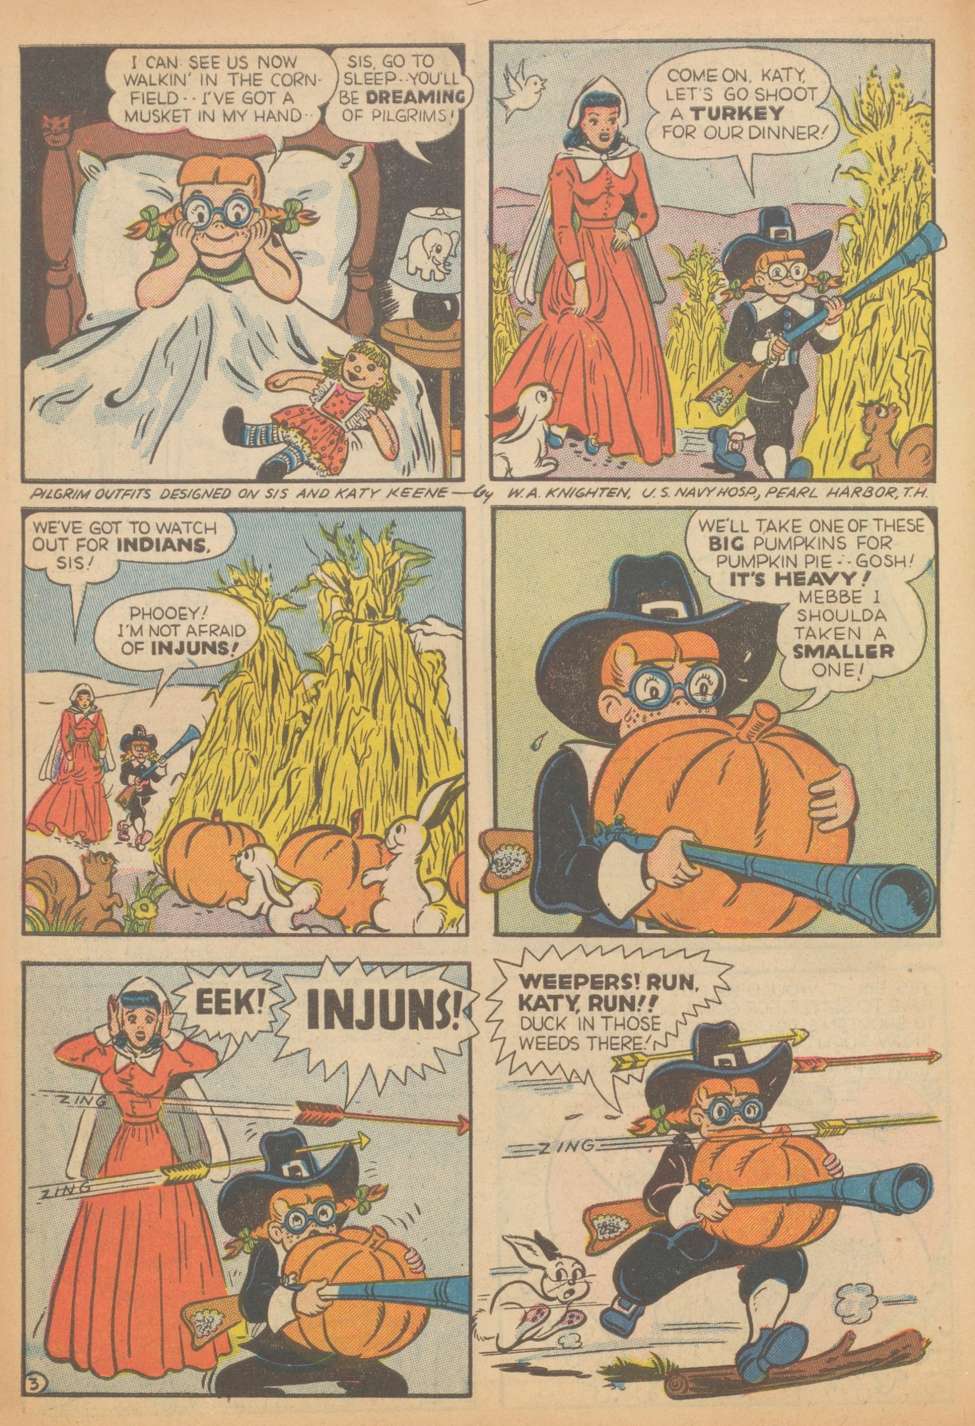 I CAN SEE US NOW
WALKIN' IN THE CORN-
FIELD-- I'VE GOT A
MUSKET IN MY HAND--
SIS, GO TO
SLEEP--YOU'LL
BE DREAMING
OF PILGRIMS!
COME ON, KATY,
LET'S GO SHOOT
A TURKEY
FOR OUR DINNER!
PILGRIM OUTFITS DESIGNED ON SIS AND KATY KEENE—by W.A. KNIGHTEN, U.S. NAVY HOSP., PEARL HARBOR, T.H.
WE'VE GOT TO WATCH
OUT FOR INDIANS,
SIS!
PHOOEY!
I'M NOT AFRAID
OF INJUNS!
WE'LL TAKE ONE OF THESE
BIG PUMPKINS FOR
PUMPKIN PIE--GOSH!
IT'S HEAVY!
MEBBE I
SHOULDA
TAKEN A
SMALLER
ONE!
EEK!
INJUNS!
ZING
ZING
3
WEEPERS! RUN,
KATY, RUN!!
DUCK IN THOSE
WEEDS THERE!
ZING